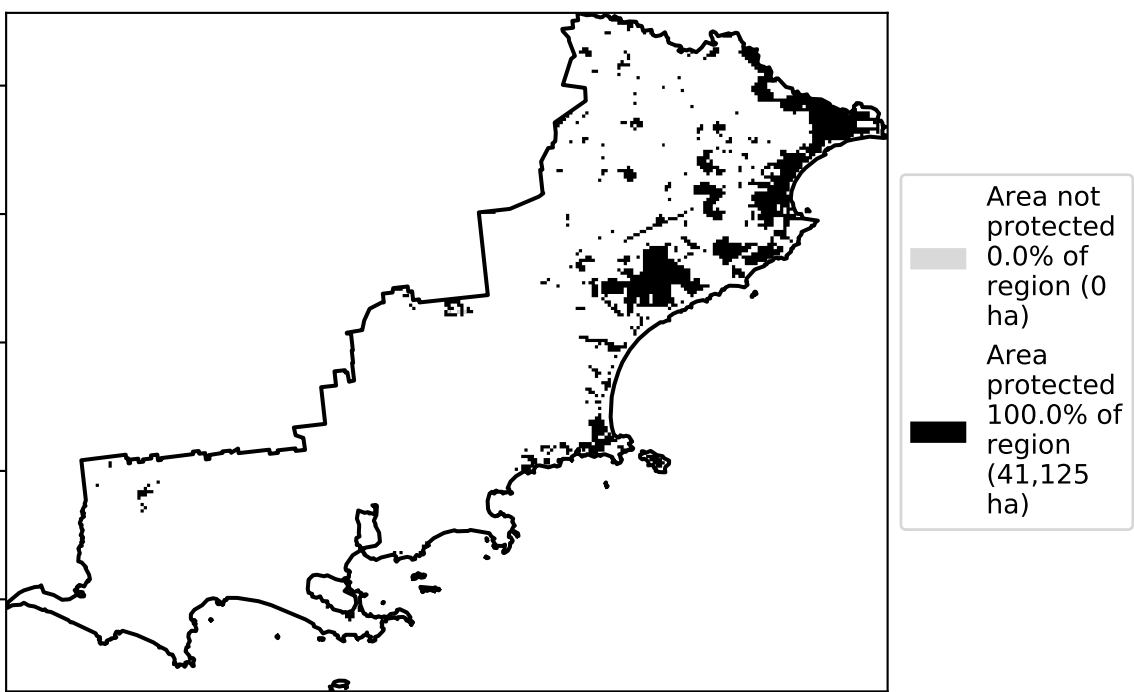 Area not
protected
0.0% of
region (0
ha)
Area
protected
100.0% of
region
(41,125
ha)